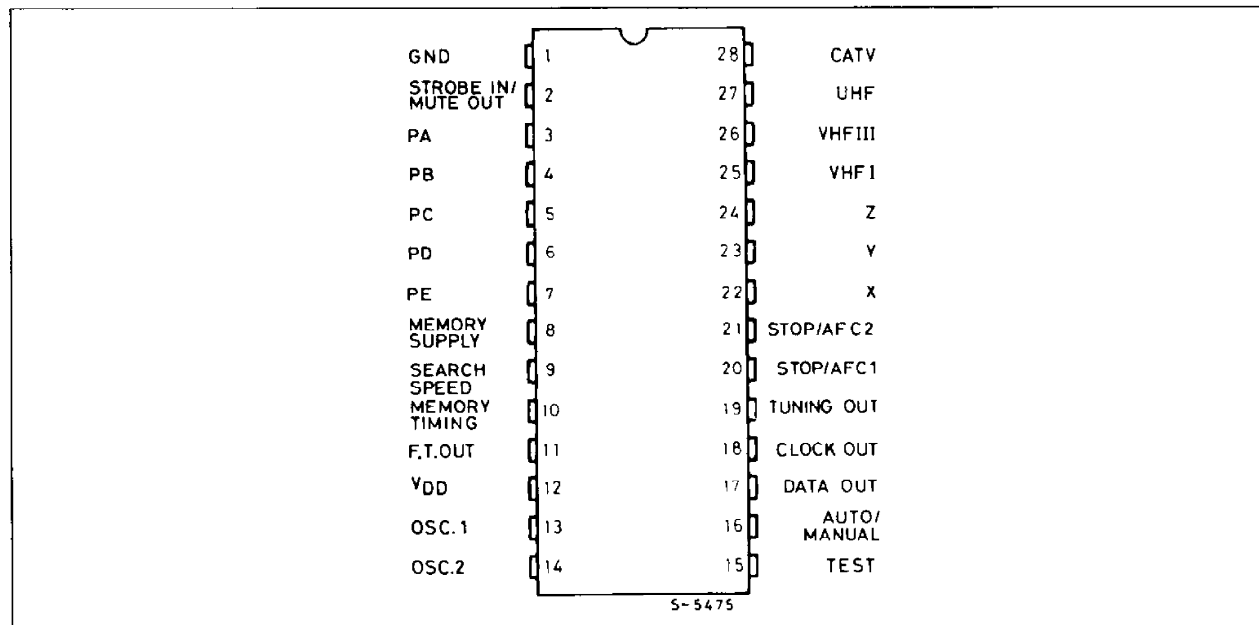 GND 1 28 CATV
STROBE IN/
MUTE OUT 2 27 UHF
PA 3 26 VHFIII
PB 4 25 VHFI
PC 5 24 Z
PD 6 23 Y
PE 7 22 X
MEMORY
SUPPLY 8 21 STOP/AFC2
SEARCH
SPEED 9 20 STOP/AFC1
MEMORY
TIMING 10 19 TUNING OUT
F.T.OUT 11 18 CLOCK OUT
VDD 12 17 DATA OUT
OSC.1 13 16 AUTO/
MANUAL
OSC.2 14 15 TEST
S-5475